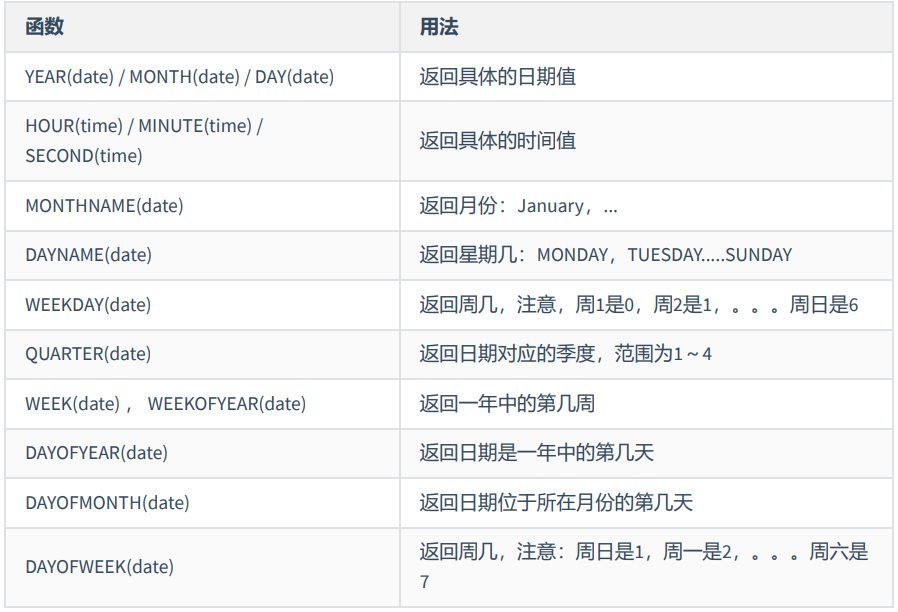 函数
用法
YEAR(date) / MONTH(date) / DAY(date)
返回具体的日期值
HOUR(time) / MINUTE(time) /
SECOND(time)
返回具体的时间值
MONTHNAME(date)
返回月份：January，...
DAYNAME(date)
返回星期几：MONDAY，TUESDAY.....SUNDAY
WEEKDAY(date)
返回周几，注意，周1是0，周2是1，。。。周日是6
QUARTER(date)
返回日期对应的季度，范围为1～4
WEEK(date) ， WEEKOFYEAR(date)
返回一年中的第几周
DAYOFYEAR(date)
返回日期是一年中的第几天
DAYOFMONTH(date)
返回日期位于所在月份的第几天
DAYOFWEEK(date)
返回周几，注意：周日是1，周一是2，。。。周六是
7